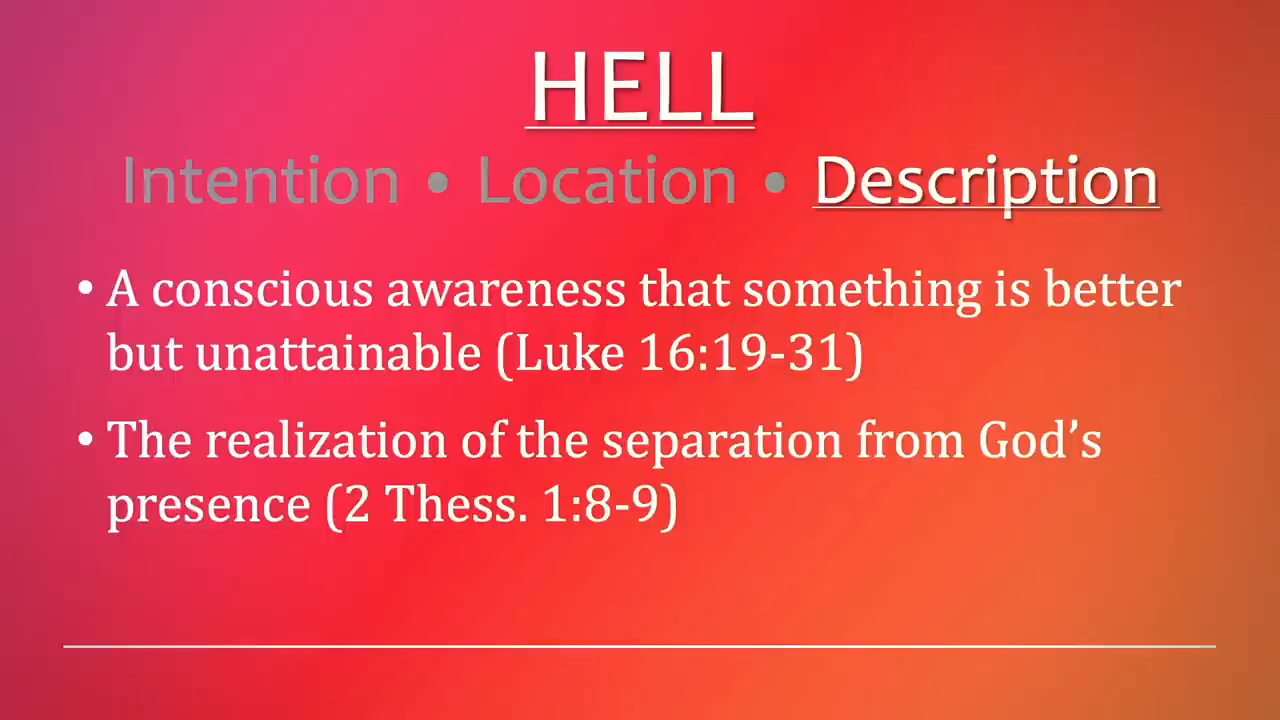 HELL
Intention • Location • Description
• A conscious awareness that something is better
but unattainable (Luke 16:19-31)
• The realization of the separation from God’s
presence (2 Thess. 1:8-9)